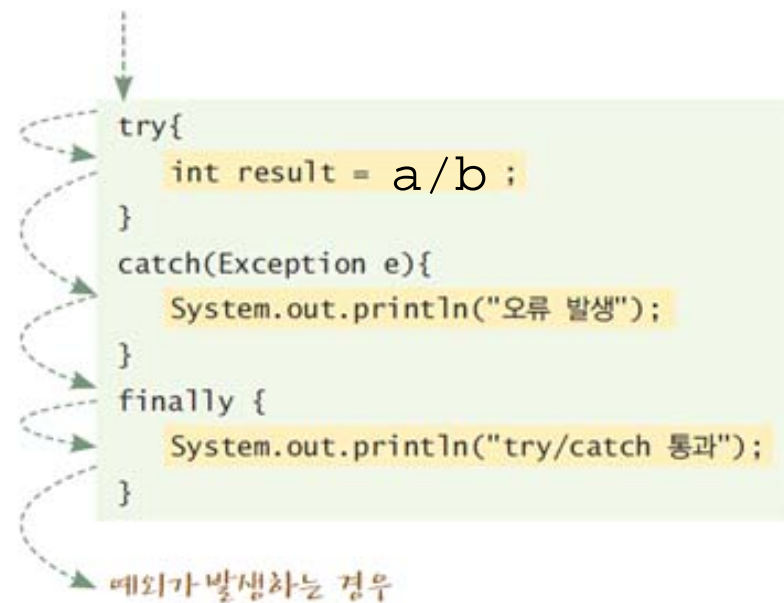 try{
int result = a/b ;
}
catch(Exception e){
System.out.println("오류 발생");
}
finally {
System.out.println("try/catch 통과");
}
예외가 발생하는 경우